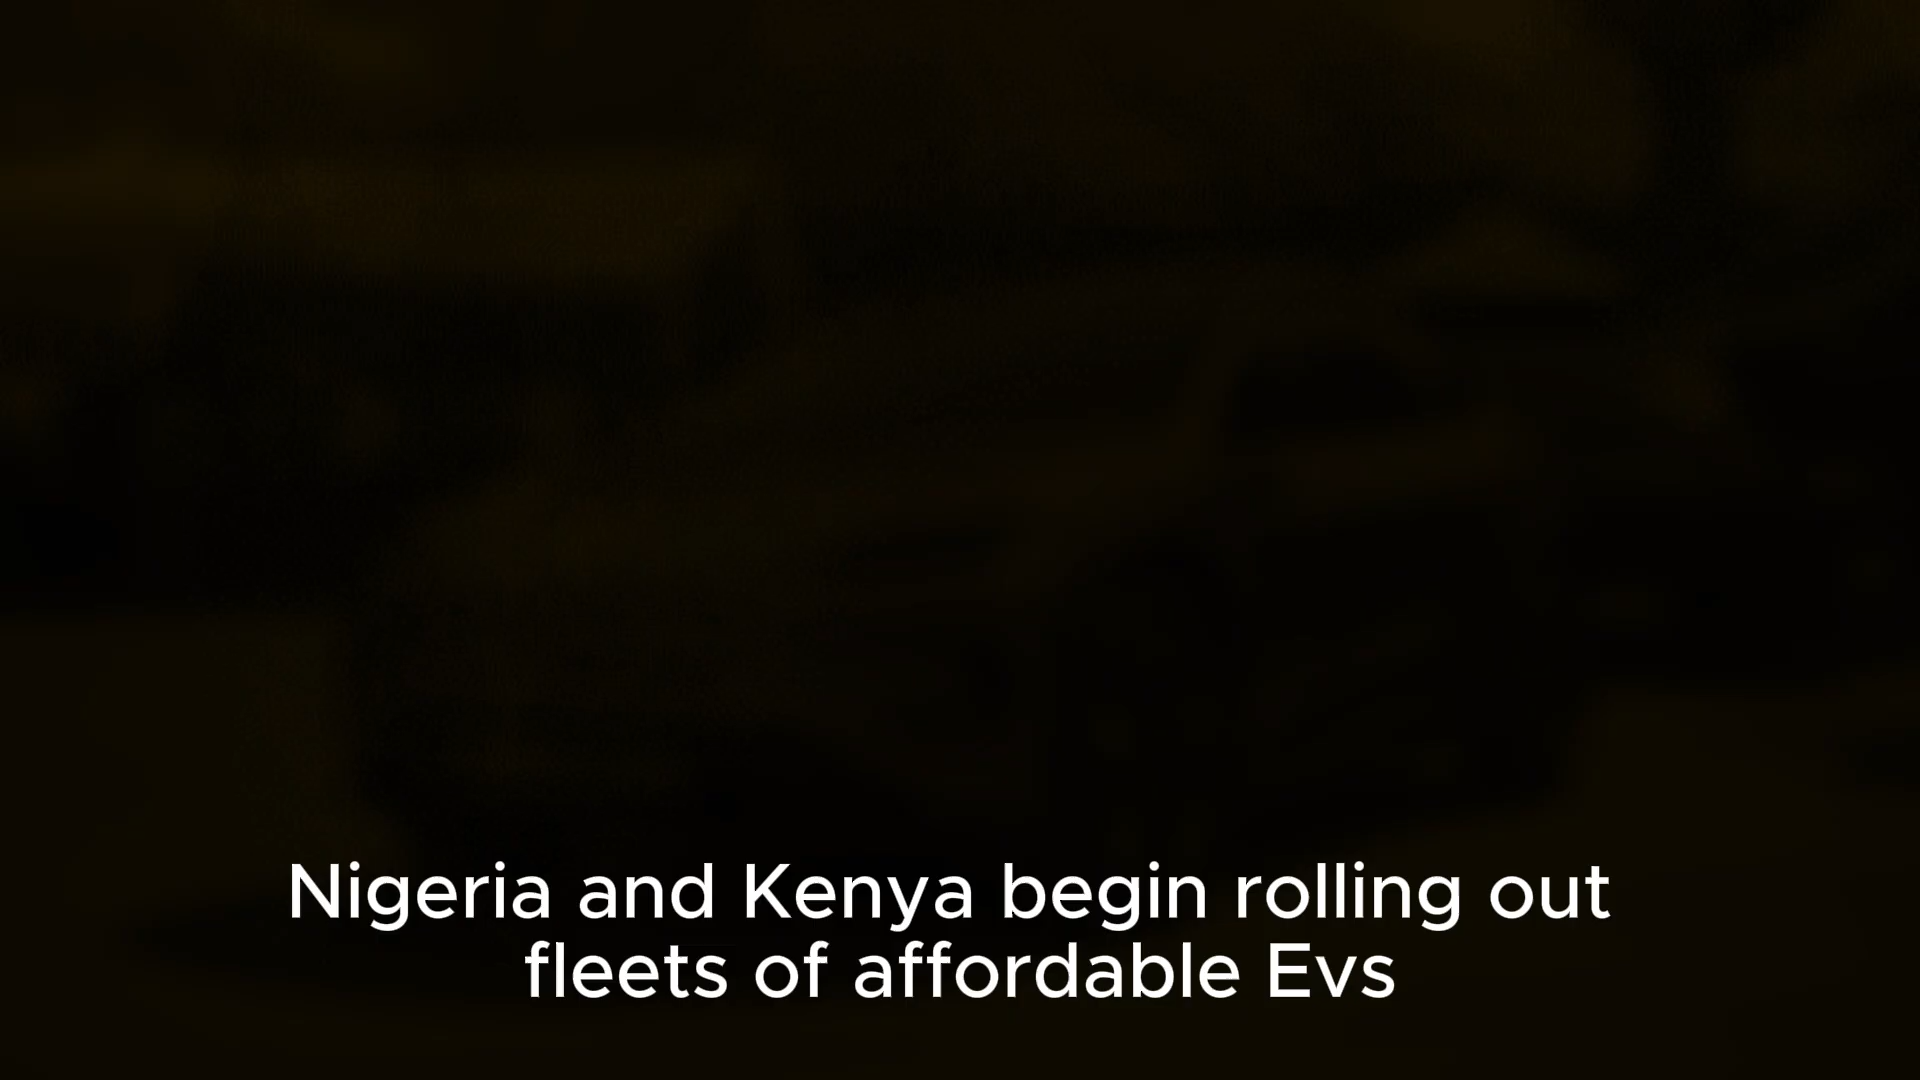 Nigeria and Kenya begin rolling out
fleets of affordable Evs